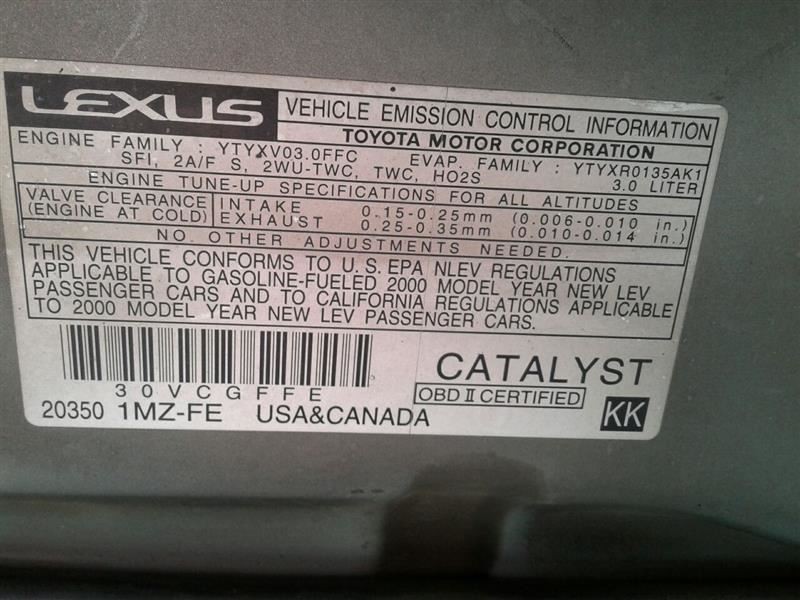 LEXUS
VEHICLE EMISSION CONTROL INFORMATION
TOYOTA MOTOR CORPORATION
ENGINE FAMILY : YTYXV03.0FFC EVAP. FAMILY : YTYXR0135AK1
SFI, 2A/F S, 2WU-TWC, TWC, HO2S 3.0 LITER
ENGINE TUNE-UP SPECIFICATIONS FOR ALL ALTITUDES
VALVE CLEARANCE INTAKE 0.15-0.25mm (0.006-0.010 in.)
(ENGINE AT COLD) EXHAUST 0.25-0.35mm (0.010-0.014 in.)
NO OTHER ADJUSTMENTS NEEDED.
THIS VEHICLE CONFORMS TO U.S.EPA NLEV REGULATIONS
APPLICABLE TO GASOLINE-FUELED 2000 MODEL YEAR NEW LEV
PASSENGER CARS AND TO CALIFORNIA REGULATIONS APPLICABLE
TO 2000 MODEL YEAR NEW LEV PASSENGER CARS.
30VCGFFE
CATALYST
OBD II CERTIFIED
20350 1MZ-FE USA&CANADA
KK